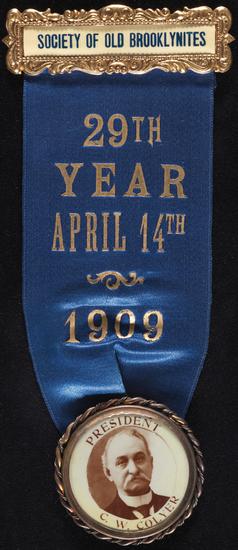 SOCIETY OF OLD BROOKLYNITES
29TH
YEAR
APRIL 14TH
1909
PRESIDENT
C. W. COLYER